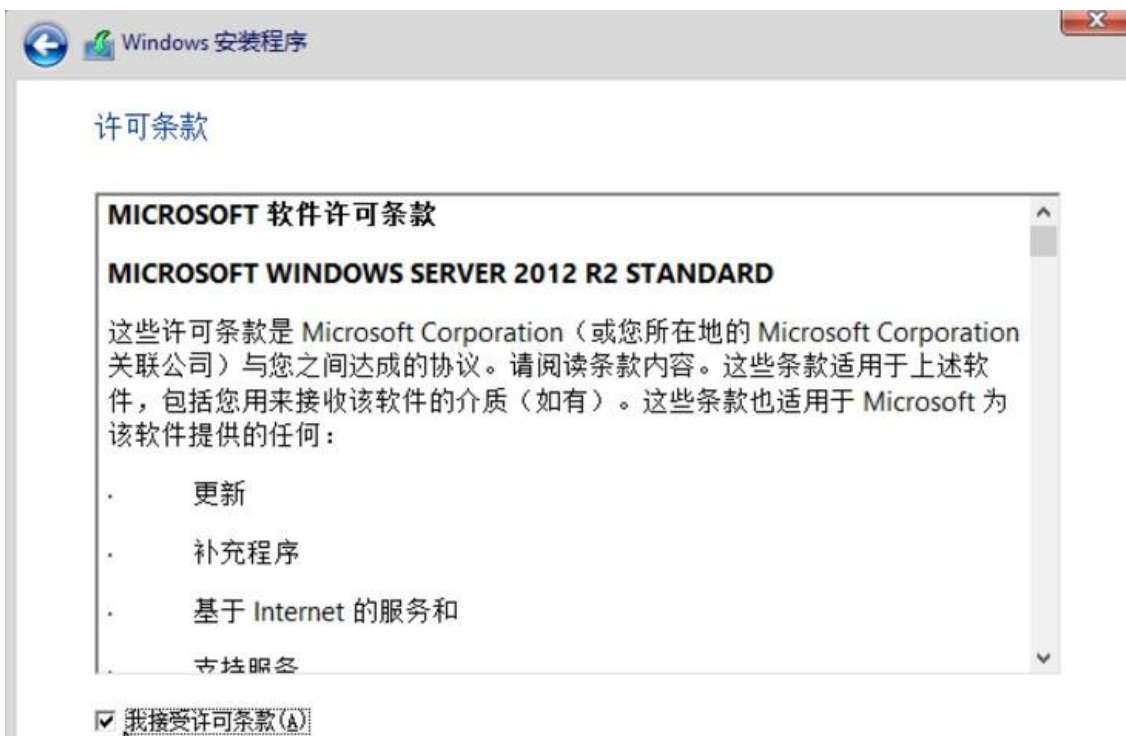 Windows 安装程序
许可条款
MICROSOFT 软件许可条款
MICROSOFT WINDOWS SERVER 2012 R2 STANDARD
这些许可条款是 Microsoft Corporation（或您所在地的 Microsoft Corporation
关联公司）与您之间达成的协议。请阅读条款内容。这些条款适用于上述软
件，包括您用来接收该软件的介质（如有）。这些条款也适用于 Microsoft 为
该软件提供的任何：
· 更新
· 补充程序
· 基于 Internet 的服务和
· 支持服务
我接受许可条款(A)